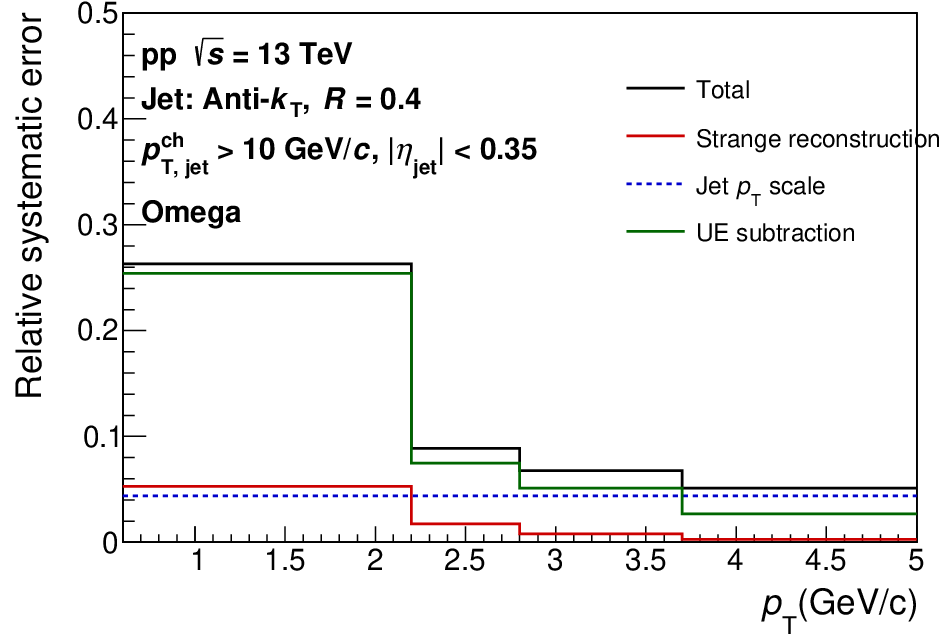 Relative systematic error
0.5
0.4
0.3
0.2
0.1
0
pp √s = 13 TeV
Jet: Anti-kT, R = 0.4
p^ch_T, jet > 10 GeV/c, |ηjet| < 0.35
Omega
Total
Strange reconstruction
Jet pT scale
UE subtraction
1 1.5 2 2.5 3 3.5 4 4.5 5
pT(GeV/c)